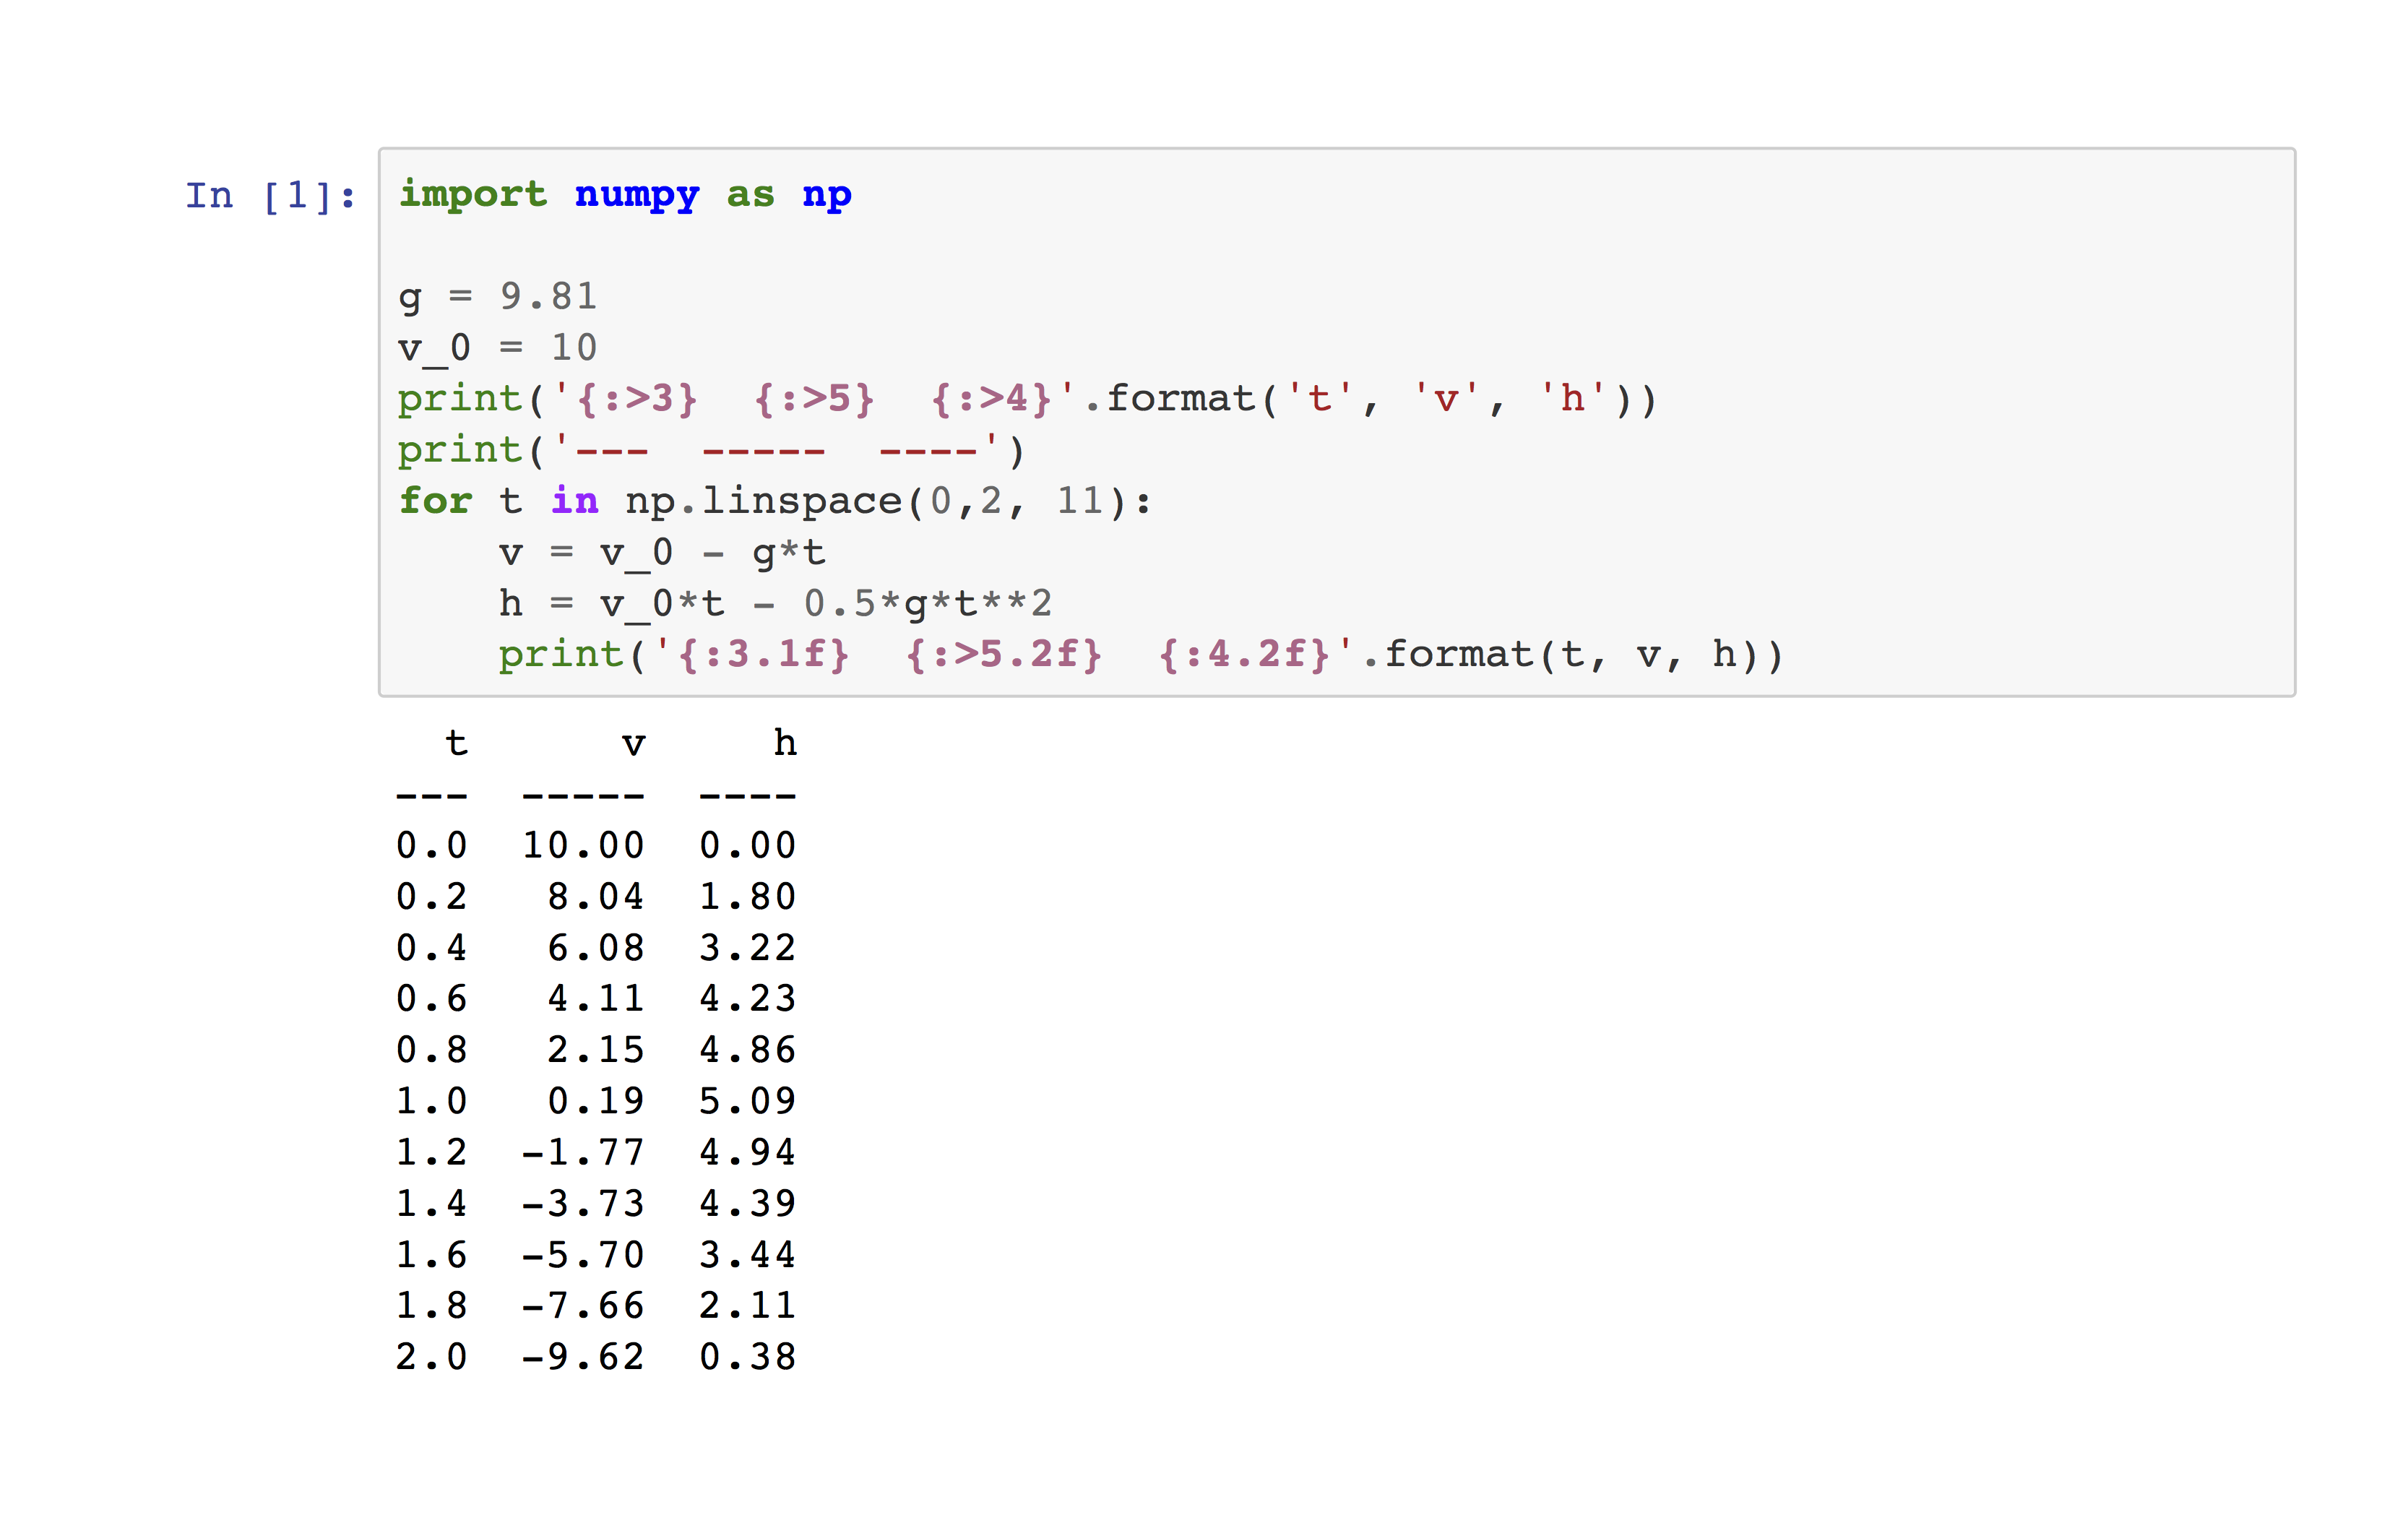 In [1]: import numpy as np

g = 9.81
v_0 = 10
print('{:>3}  {:>5}  {:>4}'.format('t', 'v', 'h'))
print('---  -----  ----')
for t in np.linspace(0,2, 11):
    v = v_0 - g*t
    h = v_0*t - 0.5*g*t**2
    print('{:3.1f}  {:>5.2f}  {:4.2f}'.format(t, v, h))
  t      v     h
---  -----  ----
0.0  10.00  0.00
0.2   8.04  1.80
0.4   6.08  3.22
0.6   4.11  4.23
0.8   2.15  4.86
1.0   0.19  5.09
1.2  -1.77  4.94
1.4  -3.73  4.39
1.6  -5.70  3.44
1.8  -7.66  2.11
2.0  -9.62  0.38